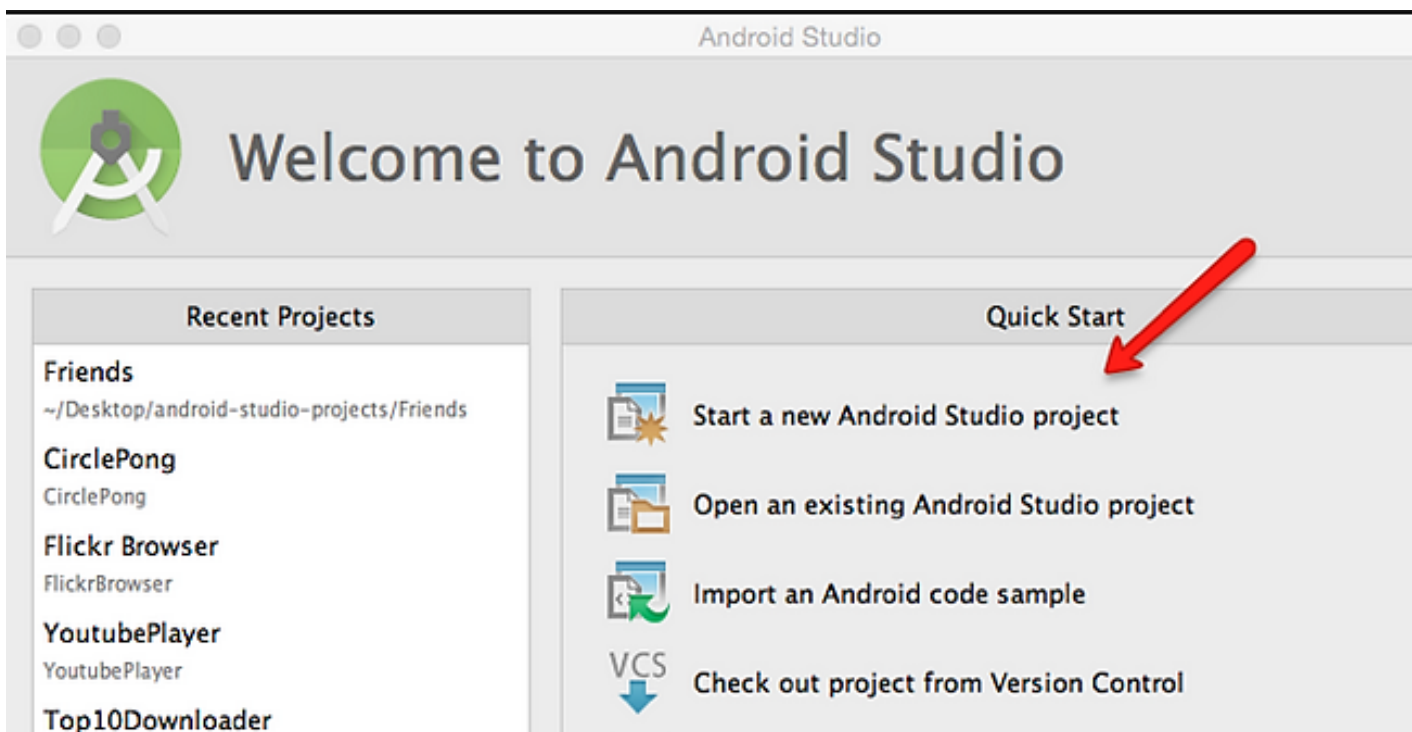 Android Studio
Welcome to Android Studio
Recent Projects
Friends
~/Desktop/android-studio-projects/Friends
CirclePong
CirclePong
Flickr Browser
FlickrBrowser
YoutubePlayer
YoutubePlayer
Top10Downloader
Quick Start
Start a new Android Studio project
Open an existing Android Studio project
Import an Android code sample
VCS
Check out project from Version Control